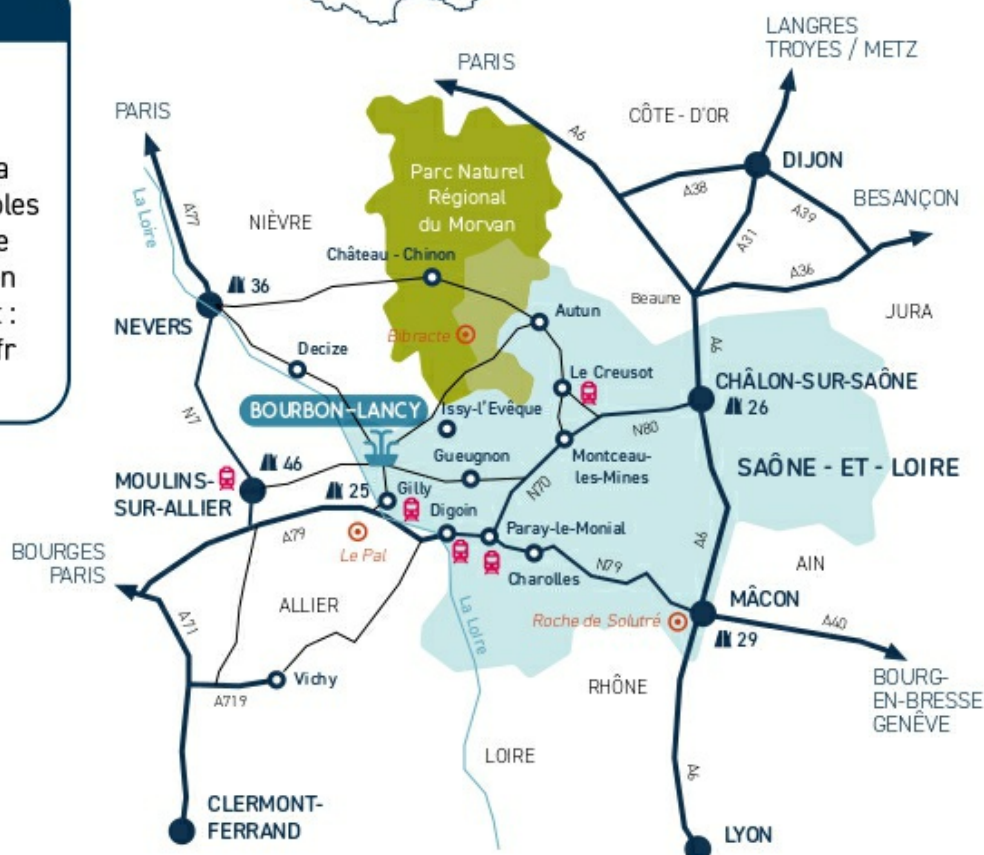 LANGRES
TROYES / METZ
PARIS
PARIS
CÔTE - D'OR
A6
DIJON
Parc Naturel
Régional
du Morvan
A38
A39
BESANÇON
La Loire
A77
NIÈVRE
A31
Château - Chinon
A36
36
Beaune
Autun
JURA
NEVERS
Bibracte
Decize
A6
Le Creusot
CHÂLON-SUR-SAÔNE
26
BOURBON-LANCY
Issy-l'Evêque
N7
N80
Gueugnon
Montceau-
les-Mines
46
MOULINS-
SUR-ALLIER
SAÔNE - ET - LOIRE
25
Gilly
N70
Digoin
Paray-le-Monial
A79
Le Pal
A6
BOURGES
PARIS
Charolles
N79
AIN
ALLIER
La Loire
MÂCON
A71
Roche de Solutré
A40
29
Vichy
RHÔNE
BOURG-
EN-BRESSE
GENÊVE
A719
LOIRE
A6
CLERMONT-
FERRAND
LYON
a
oles
e
n
:
fr